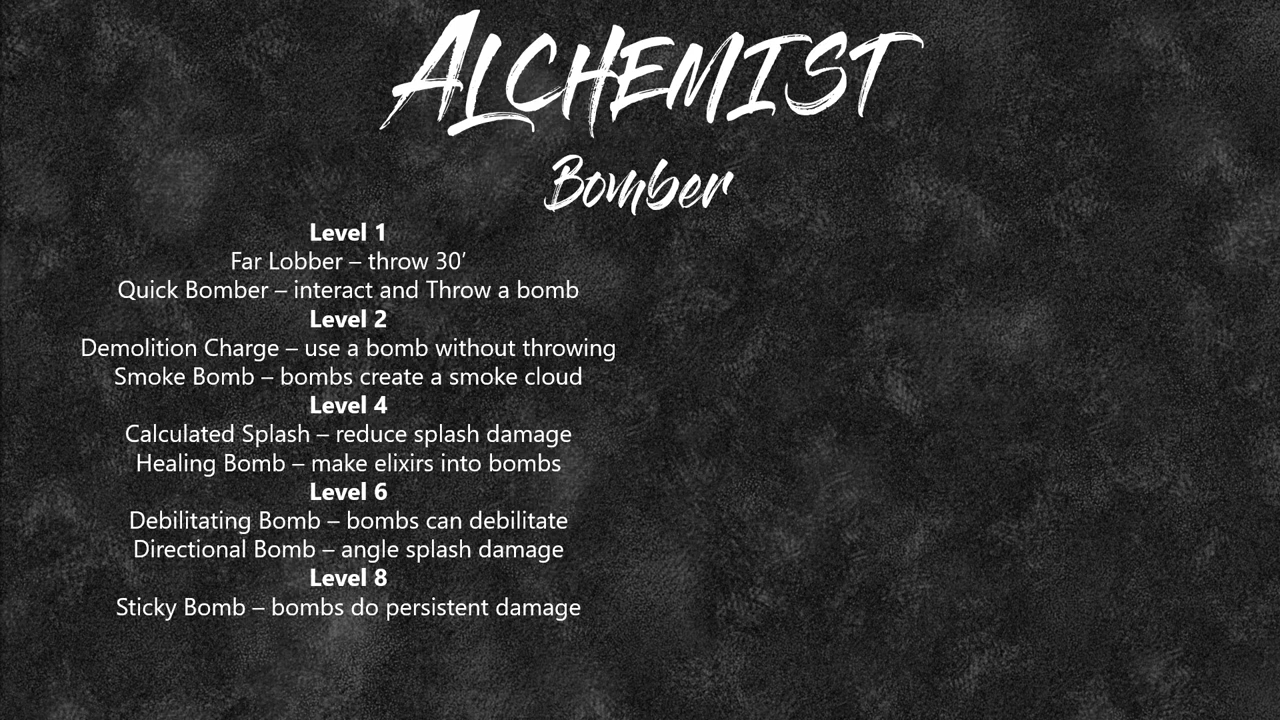 ALCHEMIST
Bomber
Level 1
Far Lobber – throw 30’
Quick Bomber – interact and Throw a bomb
Level 2
Demolition Charge – use a bomb without throwing
Smoke Bomb – bombs create a smoke cloud
Level 4
Calculated Splash – reduce splash damage
Healing Bomb – make elixirs into bombs
Level 6
Debilitating Bomb – bombs can debilitate
Directional Bomb – angle splash damage
Level 8
Sticky Bomb – bombs do persistent damage